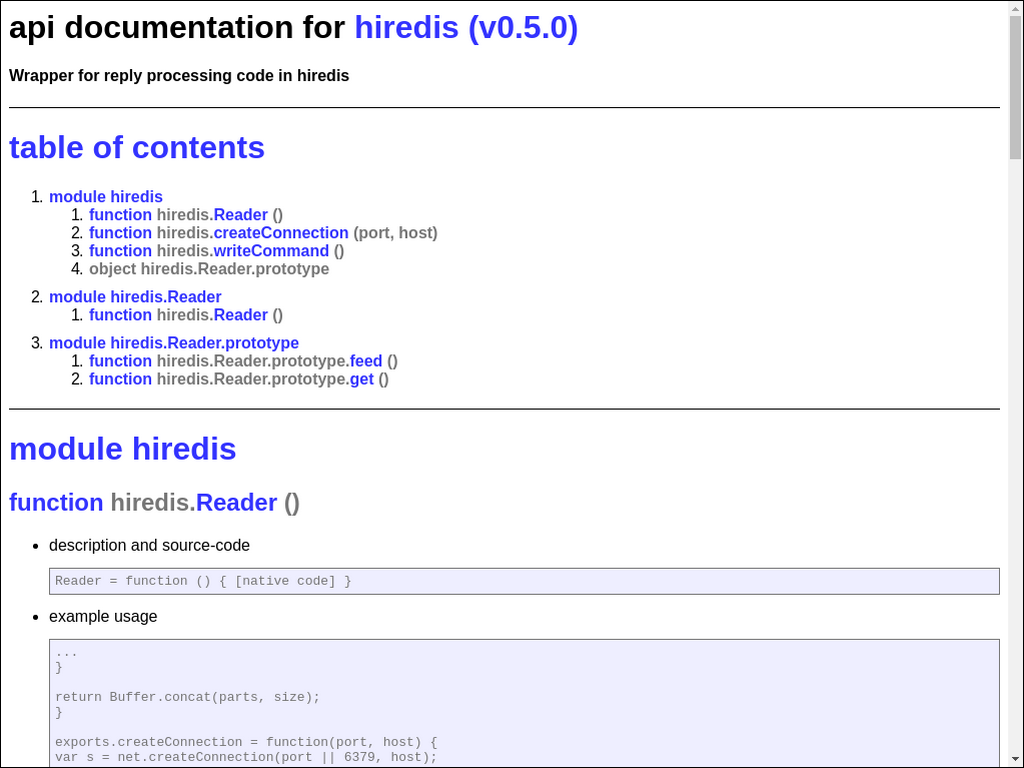 api documentation for hiredis (v0.5.0)
Wrapper for reply processing code in hiredis
table of contents
1. module hiredis
1. function hiredis.Reader ()
2. function hiredis.createConnection (port, host)
3. function hiredis.writeCommand ()
4. object hiredis.Reader.prototype
2. module hiredis.Reader
1. function hiredis.Reader ()
3. module hiredis.Reader.prototype
1. function hiredis.Reader.prototype.feed ()
2. function hiredis.Reader.prototype.get ()
module hiredis
function hiredis.Reader ()
• description and source-code
Reader = function () { [native code] }
• example usage
...
}
return Buffer.concat(parts, size);
}
exports.createConnection = function(port, host) {
var s = net.createConnection(port || 6379, host);